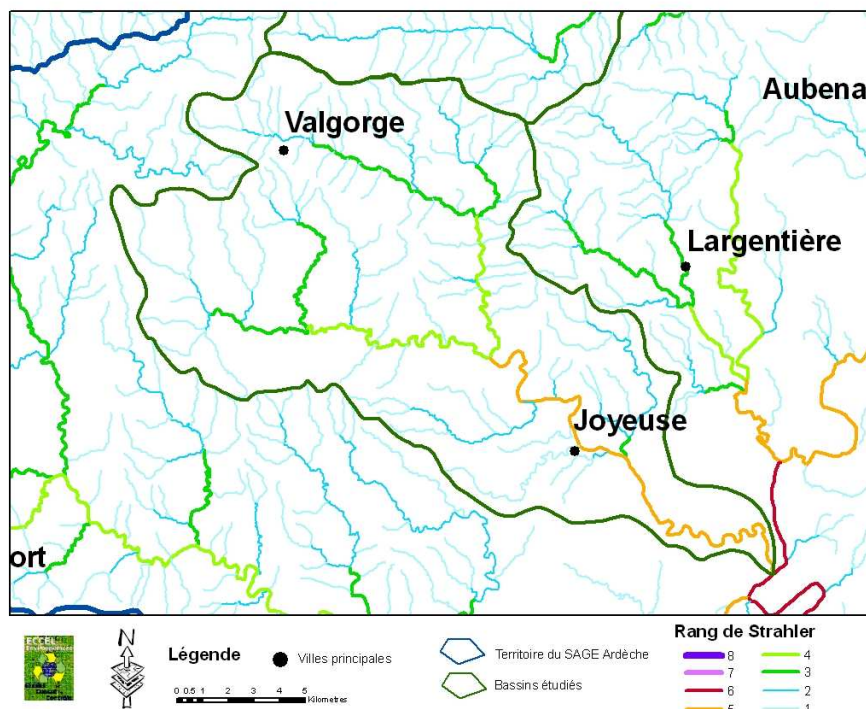 Aubena
Valgorge
Largentière
Joyeuse
ort
N
Légende
Villes principales
0 0.5 1 2 3 4 5
Kilometres
Territoire du SAGE Ardèche
Bassins étudiés
Rang de Strahler
8
7
6
5
4
3
2
1
ECCEL